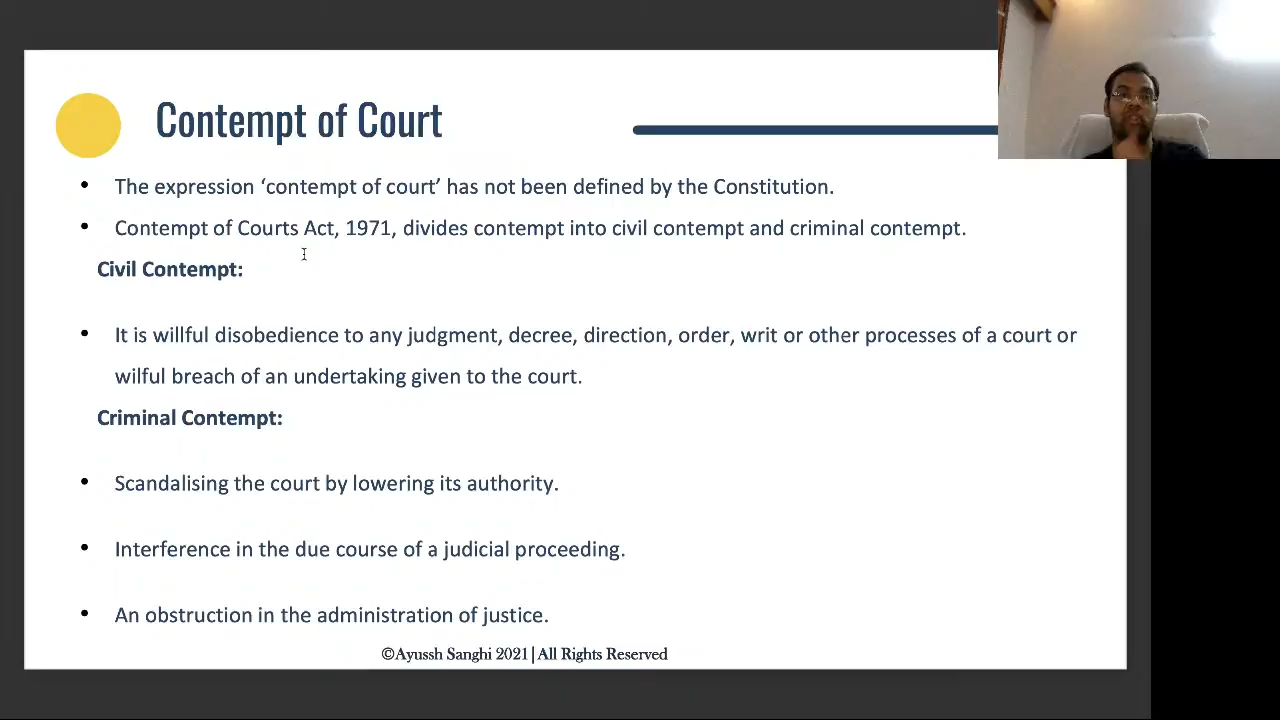 Contempt of Court
• The expression ‘contempt of court’ has not been defined by the Constitution.
• Contempt of Courts Act, 1971, divides contempt into civil contempt and criminal contempt.
Civil Contempt:
• It is willful disobedience to any judgment, decree, direction, order, writ or other processes of a court or
wilful breach of an undertaking given to the court.
Criminal Contempt:
• Scandalising the court by lowering its authority.
• Interference in the due course of a judicial proceeding.
• An obstruction in the administration of justice.
©Ayussh Sanghi 2021|All Rights Reserved